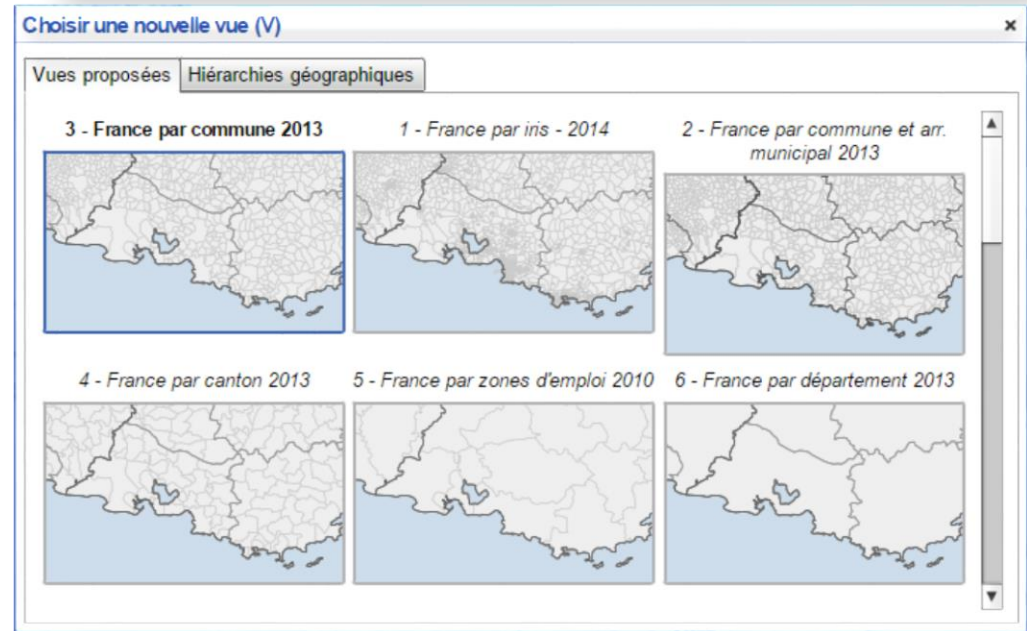 Choisir une nouvelle vue (V)
Vues proposées
Hiérarchies géographiques
3 - France par commune 2013
1 - France par iris - 2014
2 - France par commune et arr.
municipal 2013
4 - France par canton 2013
5 - France par zones d'emploi 2010
6 - France par département 2013